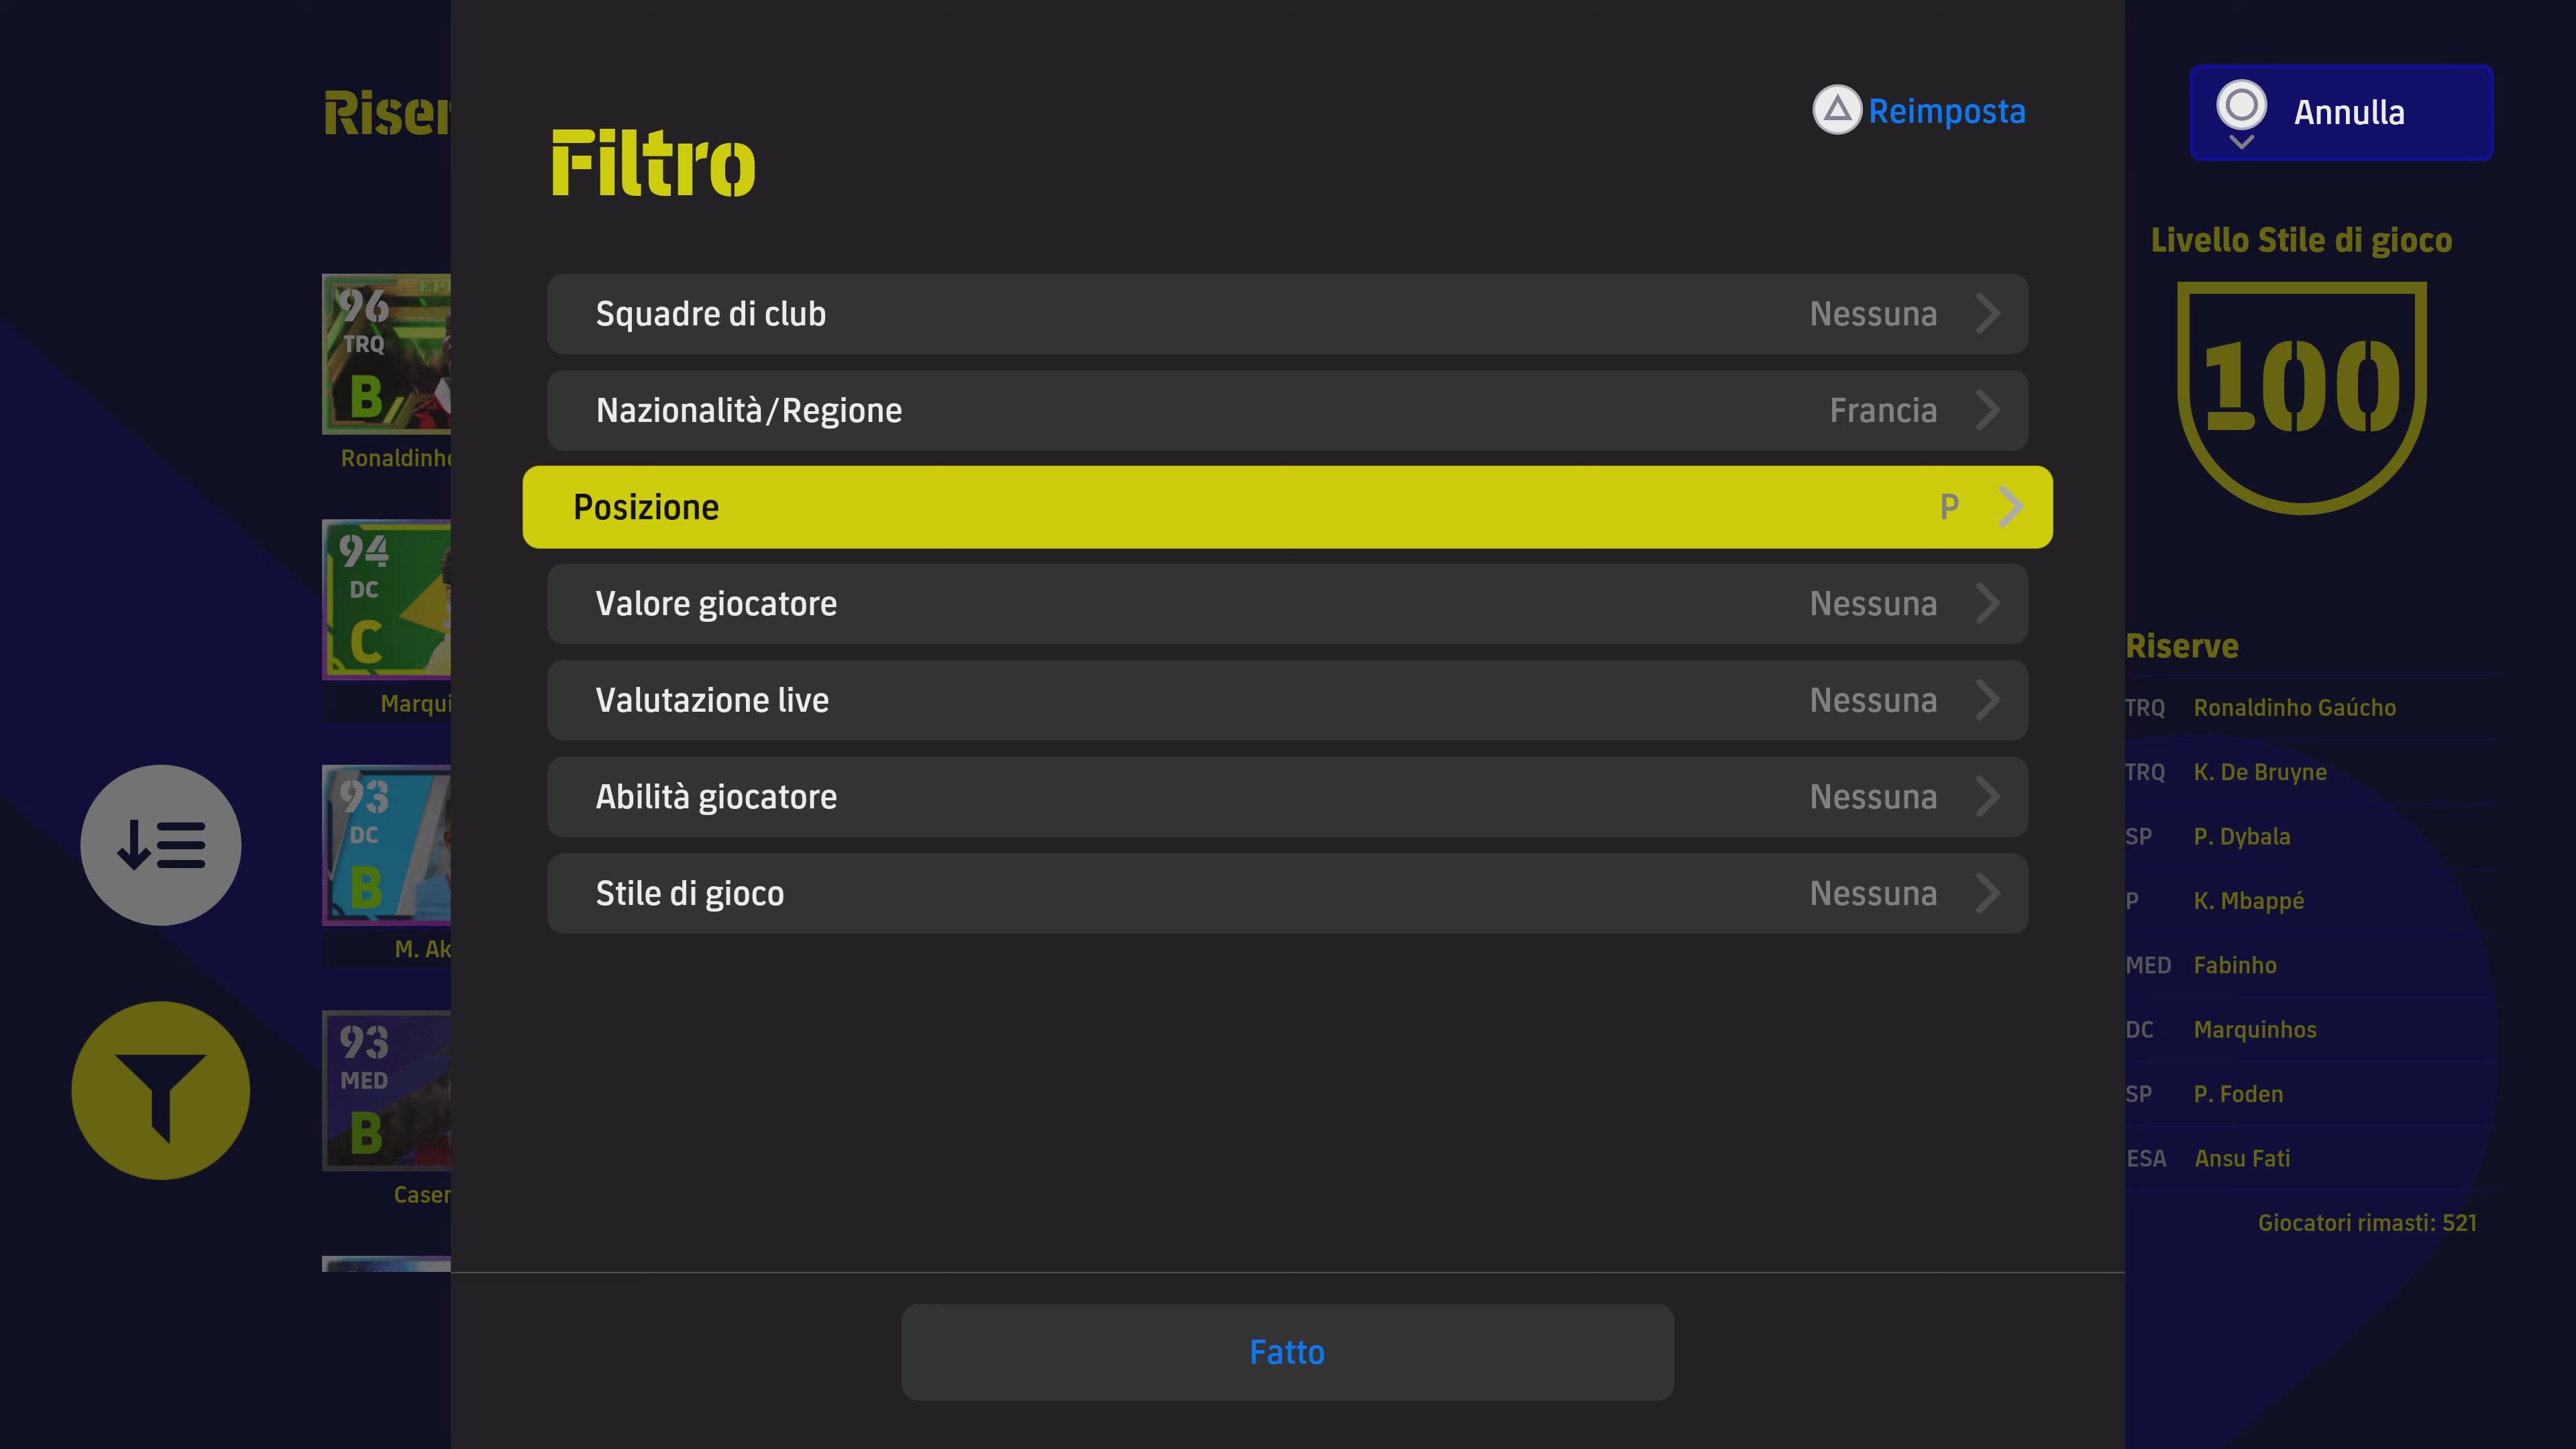 Filtro
Reimposta
Squadre di club Nessuna
Nazionalità/Regione Francia
Posizione P
Valore giocatore Nessuna
Valutazione live Nessuna
Abilità giocatore Nessuna
Stile di gioco Nessuna
Fatto
Riser
96
TRQ
B
Ronaldinho
94
DC
C
Marqui
93
DC
B
M. Ak
93
MED
B
Casem
Annulla
Livello Stile di gioco
100
Riserve
TRQ Ronaldinho Gaúcho
TRQ K. De Bruyne
SP P. Dybala
P K. Mbappé
MED Fabinho
DC Marquinhos
SP P. Foden
ESA Ansu Fati
Giocatori rimasti: 521